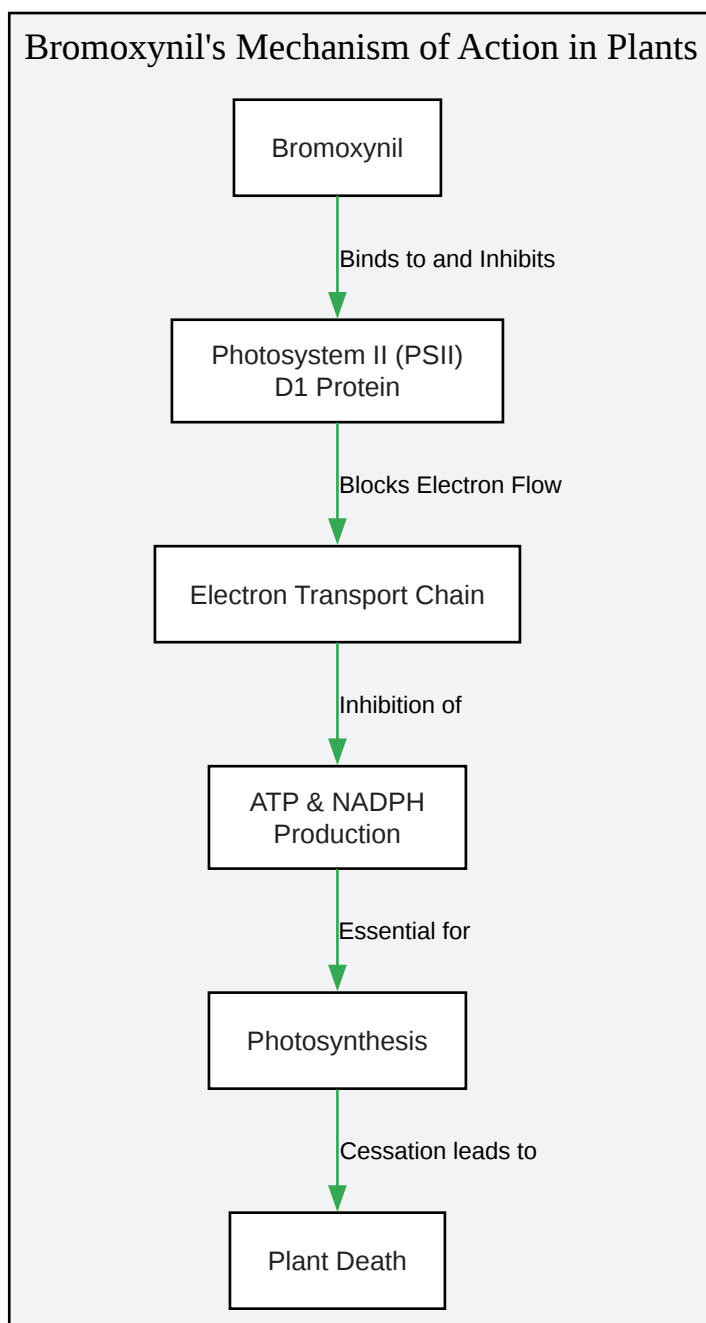 Bromoxynil's Mechanism of Action in Plants
Bromoxynil
Binds to and Inhibits
Photosystem II (PSII)
D1 Protein
Blocks Electron Flow
Electron Transport Chain
Inhibition of
ATP & NADPH
Production
Essential for
Photosynthesis
Cessation leads to
Plant Death